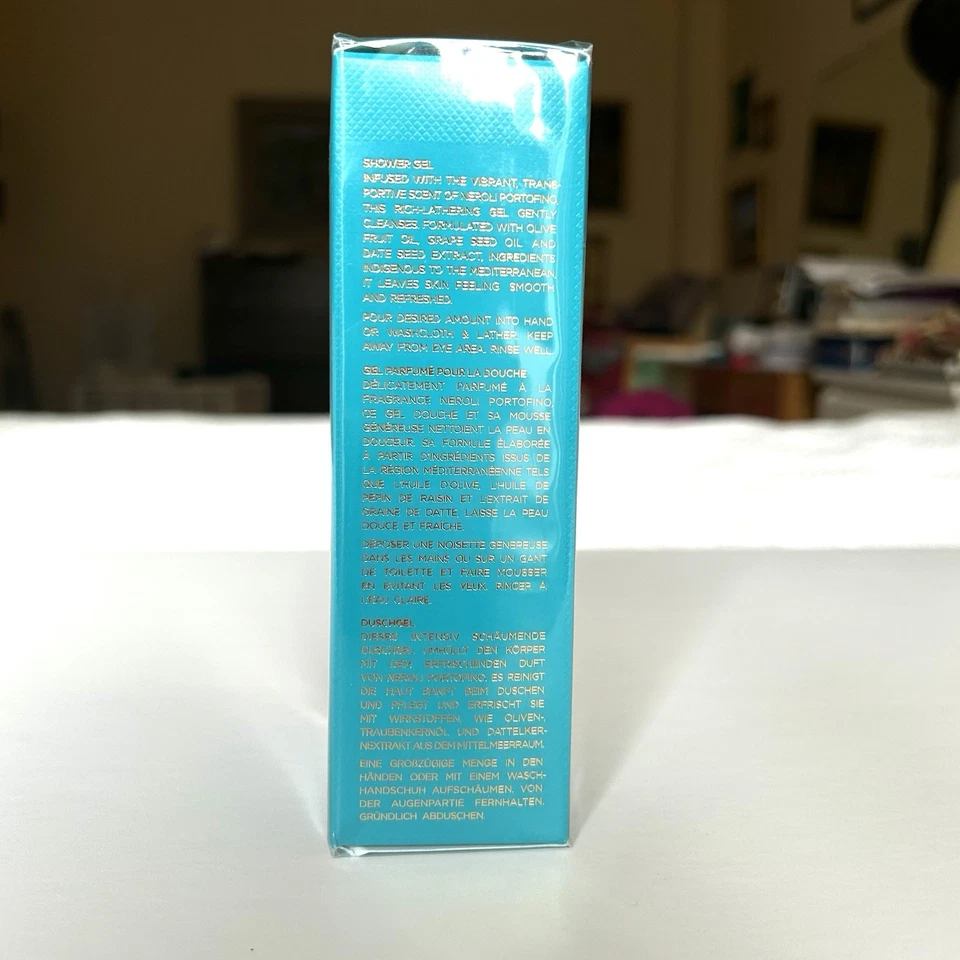 SHOWER GEL
INFUSED WITH THE VIBRANT, TRANS-
PORTIVE SCENT OF NEROLI PORTOFINO,
THIS RICH-LATHERING GEL GENTLY
CLEANSES. FORMULATED WITH OLIVE
FRUIT OIL, GRAPE SEED OIL AND
DATE SEED EXTRACT, INGREDIENTS
INDIGENOUS TO THE MEDITERRANEAN,
IT LEAVES SKIN FEELING SMOOTH
AND REFRESHED.
POUR DESIRED AMOUNT INTO HAND
OR WASHCLOTH & LATHER. KEEP
AWAY FROM EYE AREA. RINSE WELL.
GEL PARFUMÉ POUR LA DOUCHE
DÉLICATEMENT PARFUMÉ À LA
FRAGRANCE NEROLI PORTOFINO,
CE GEL DOUCHE ET SA MOUSSE
GÉNÉREUSE NETTOIENT LA PEAU EN
DOUCEUR. SA FORMULE ÉLABORÉE
À PARTIR D'INGRÉDIENTS ISSUS DE
LA RÉGION MÉDITERRANÉENNE TELS
QUE L'HUILE D'OLIVE, L'HUILE DE
PÉPIN DE RAISIN ET L'EXTRAIT DE
GRAINE DE DATTE, LAISSE LA PEAU
DOUCE ET FRAÎCHE.
DÉPOSER UNE NOISETTE GÉNÉREUSE
DANS LES MAINS OU SUR UN GANT
DE TOILETTE ET FAIRE MOUSSER
EN ÉVITANT LES YEUX. RINCER À
L'EAU CLAIRE.
DUSCHGEL
DIESES INTENSIV SCHÄUMENDE
DUSCHGEL UMHÜLLT DEN KÖRPER
MIT DEM ERFRISCHENDEN DUFT
VON NEROLI PORTOFINO. ES REINIGT
DIE HAUT SANFT BEIM DUSCHEN
UND PFLEGT UND ERFRISCHT SIE
MIT WIRKSTOFFEN, WIE OLIVEN-,
TRAUBENKERNÖL UND DATTELKER-
NEXTRAKT AUS DEM MITTELMEERRAUM.
EINE GROßZÜGIGE MENGE IN DEN
HÄNDEN ODER MIT EINEM WASCH-
HANDSCHUH AUFSCHÄUMEN, VON
DER AUGENPARTIE FERNHALTEN.
GRÜNDLICH ABDUSCHEN.